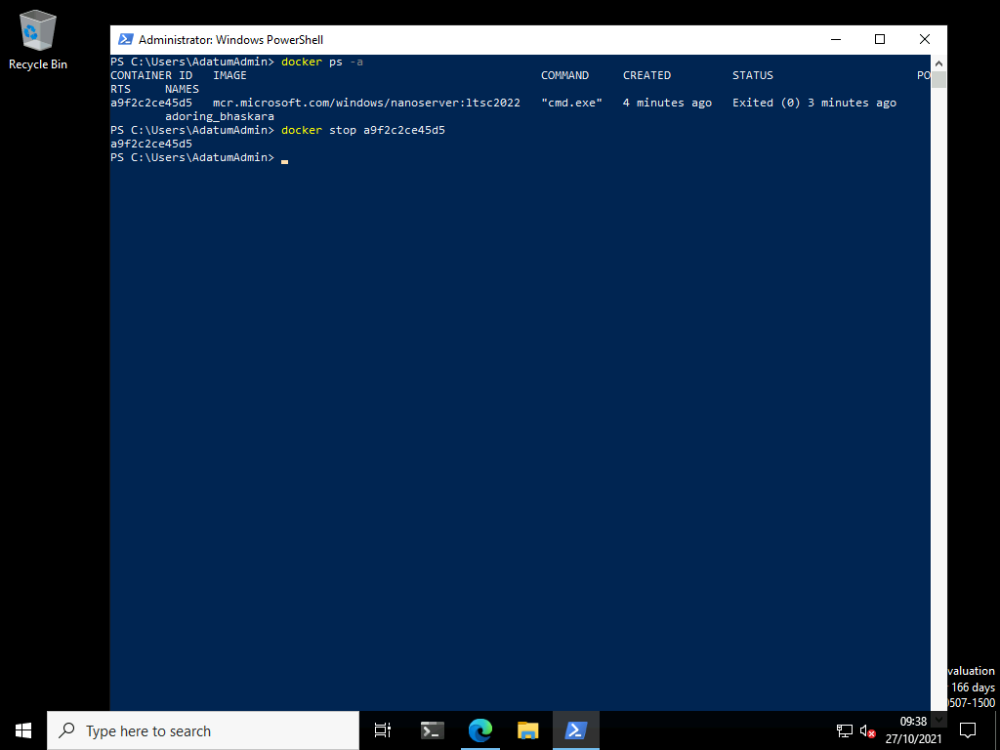 Recycle Bin
Administrator: Windows PowerShell
PS C:\Users\AdatumAdmin> docker ps -a
CONTAINER ID   IMAGE                                           COMMAND     CREATED         STATUS                     PO
RTS     NAMES
a9f2c2ce45d5   mcr.microsoft.com/windows/nanoserver:ltsc2022   "cmd.exe"   4 minutes ago   Exited (0) 3 minutes ago
        adoring_bhaskara
PS C:\Users\AdatumAdmin> docker stop a9f2c2ce45d5
a9f2c2ce45d5
PS C:\Users\AdatumAdmin>
valuation
166 days
0507-1500
Type here to search
09:38
27/10/2021